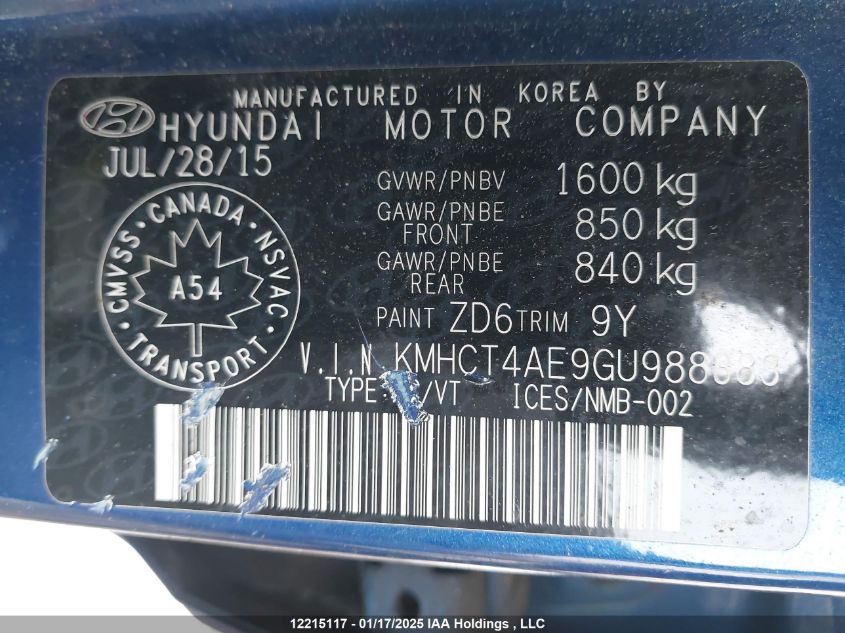 MANUFACTURED IN KOREA BY
HYUNDAI MOTOR COMPANY
JUL/28/15
GVWR/PNBV 1600 kg
GAWR/PNBE FRONT 850 kg
GAWR/PNBE REAR 840 kg
CMVSS · CANADA · NSVAC · TRANSPORT ·
A54
PAINT ZD6 TRIM 9Y
V.I.N
TYPE /VT ICES/NMB-002
12215117 - 01/17/2025 IAA Holdings , LLC